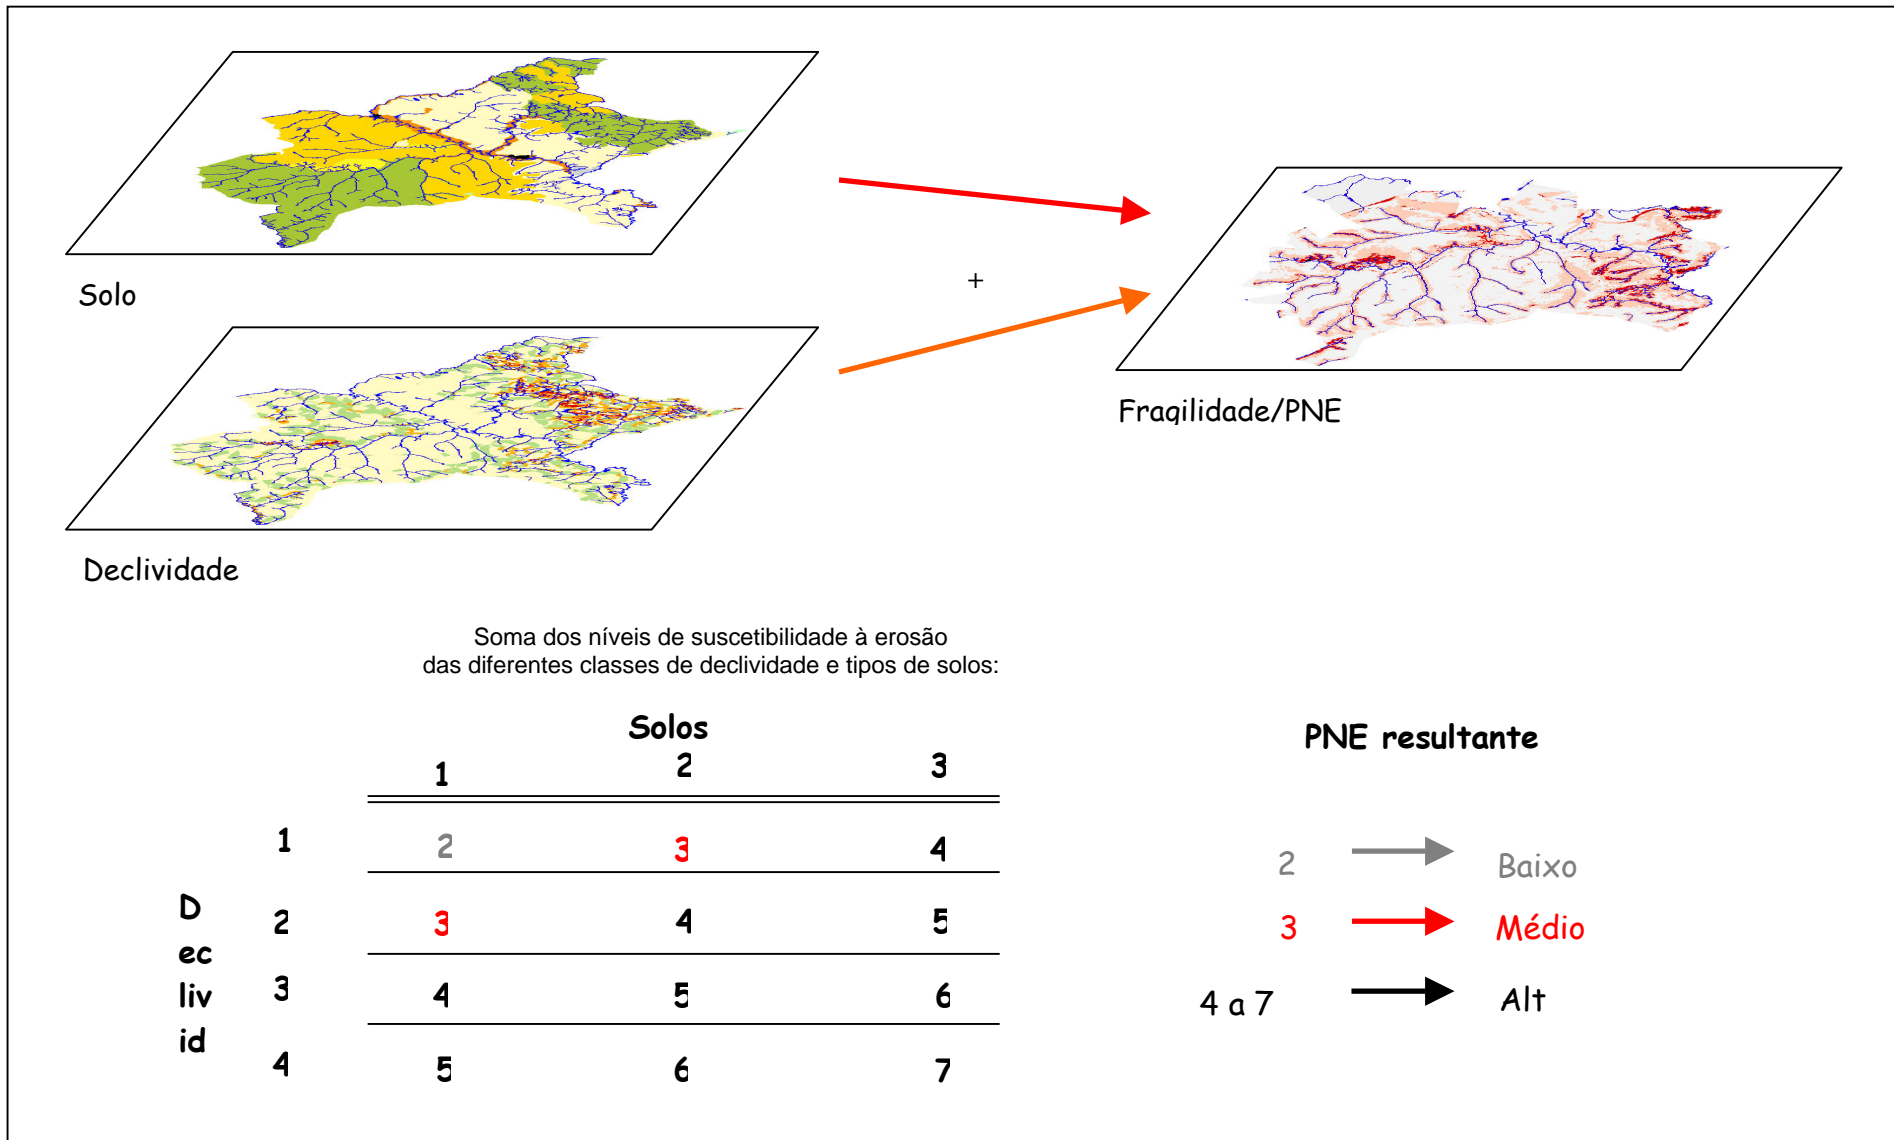 Solo
+
Declividade
Fragilidade/PNE
Soma dos níveis de suscetibilidade à erosão
das diferentes classes de declividade e tipos de solos:
Solos
1 2 3
1 2 3 4
2 3 4 5
3 4 5 6
4 5 6 7
D
ec
liv
id
PNE resultante
2 Baixo
3 Médio
4 a 7 Alt